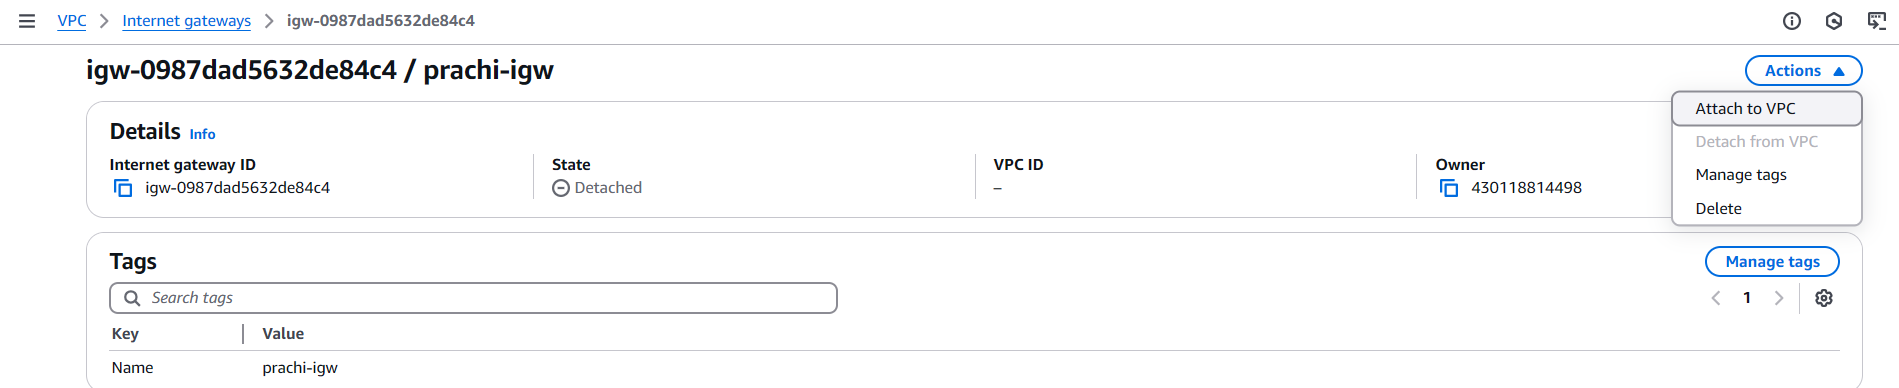 VPC > Internet gateways > igw-0987dad5632de84c4
igw-0987dad5632de84c4 / prachi-igw
Actions
Attach to VPC
Detach from VPC
Manage tags
Delete
Details Info
Internet gateway ID
igw-0987dad5632de84c4
State
Detached
VPC ID
–
Owner
430118814498
Tags
Manage tags
Search tags
1
Key Value
Name prachi-igw